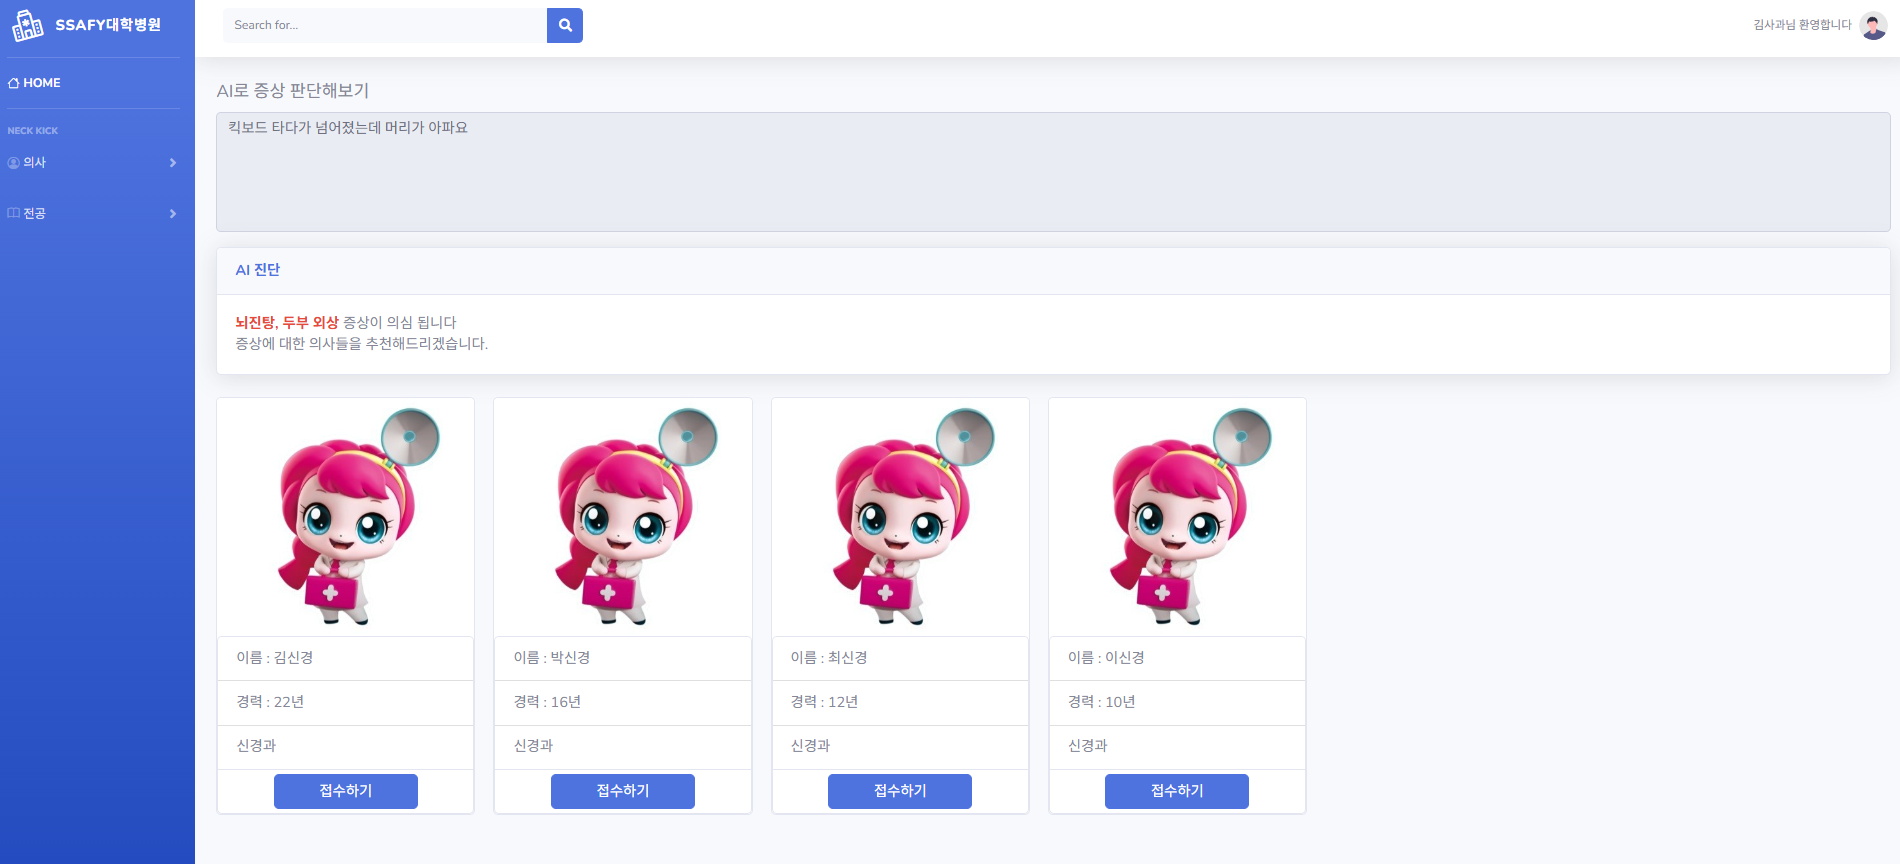 SSAFY대학병원
Search for...
김사과님 환영합니다
HOME
NECK KICK
의사
전공
AI로 증상 판단해보기
킥보드 타다가 넘어졌는데 머리가 아파요
AI 진단
뇌진탕, 두부 외상 증상이 의심 됩니다
증상에 대한 의사들을 추천해드리겠습니다.
이름 : 김신경
경력 : 22년
신경과
접수하기
이름 : 박신경
경력 : 16년
신경과
접수하기
이름 : 최신경
경력 : 12년
신경과
접수하기
이름 : 이신경
경력 : 10년
신경과
접수하기